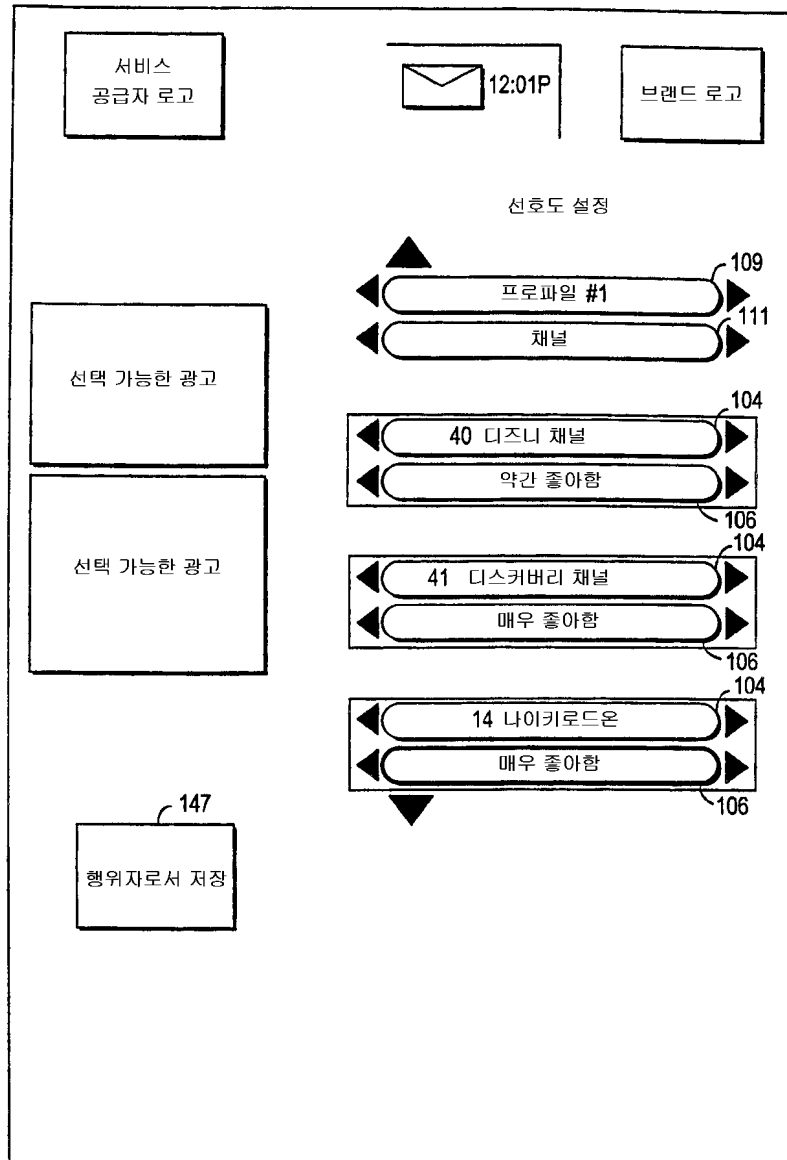 서비스
공급자 로고
12:01P
브랜드 로고
선호도 설정
109
프로파일 #1
111
채널
선택 가능한 광고
104
40 디즈니 채널
약간 좋아함
106
선택 가능한 광고
104
41 디스커버리 채널
매우 좋아함
106
104
14 나이키로드온
매우 좋아함
106
147
행위자로서 저장